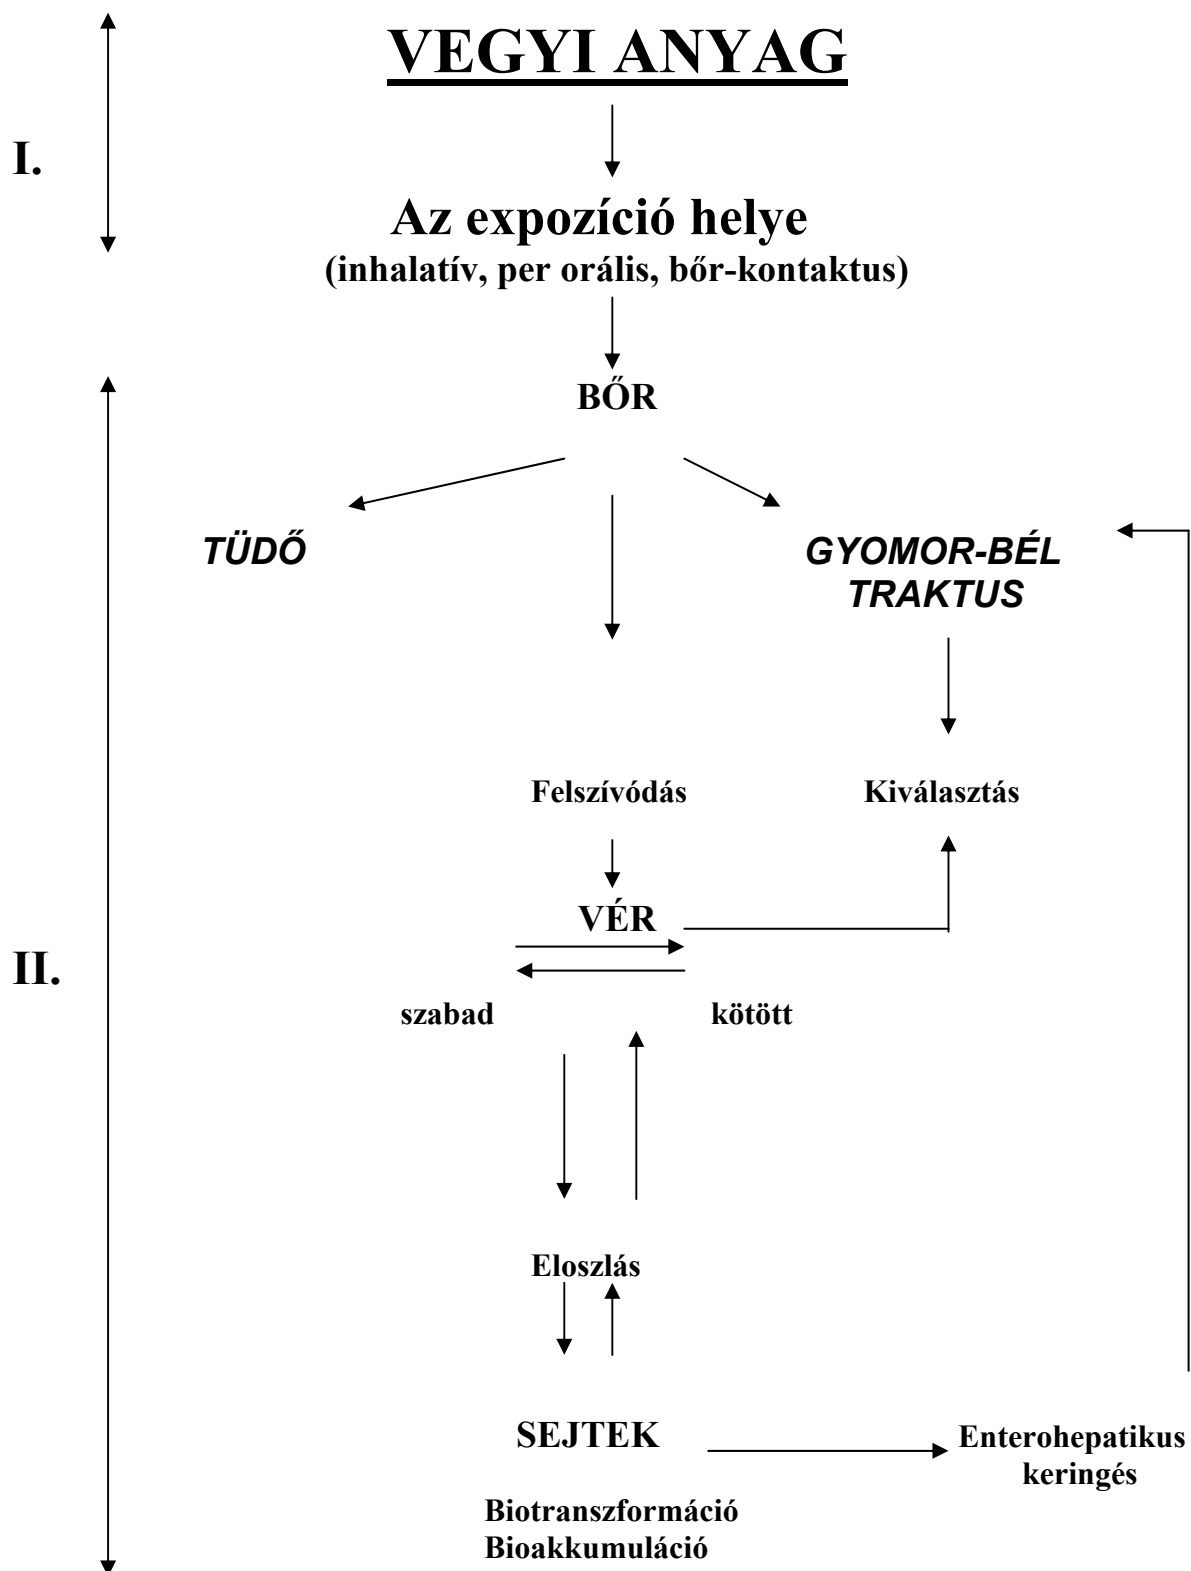 VEGYI ANYAG
I.
Az expozíció helye
(inhalatív, per orális, bőr-kontaktus)
BŐR
TÜDŐ
GYOMOR-BÉL
TRAKTUS
Felszívódás
Kiválasztás
VÉR
II.
szabad
kötött
Eloszlás
SEJTEK
Enterohepatikus
keringés
Biotranszformáció
Bioakkumuláció